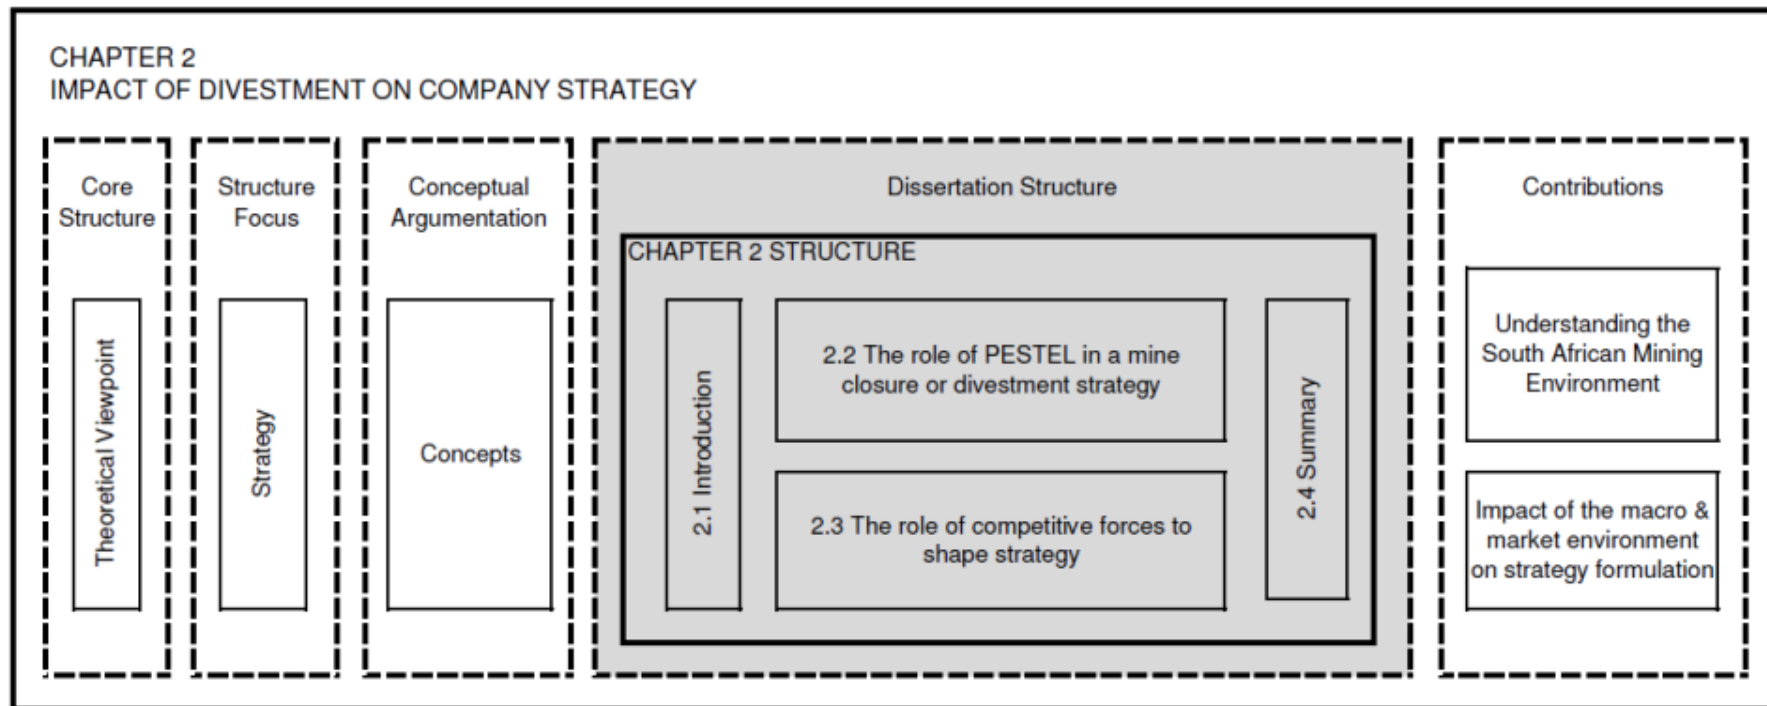 CHAPTER 2
IMPACT OF DIVESTMENT ON COMPANY STRATEGY
Core
Structure
Theoretical Viewpoint
Structure
Focus
Strategy
Conceptual
Argumentation
Concepts
Dissertation Structure
CHAPTER 2 STRUCTURE
2.1 Introduction
2.2 The role of PESTEL in a mine
closure or divestment strategy
2.3 The role of competitive forces to
shape strategy
2.4 Summary
Contributions
Understanding the
South African Mining
Environment
Impact of the macro &
market environment
on strategy formulation